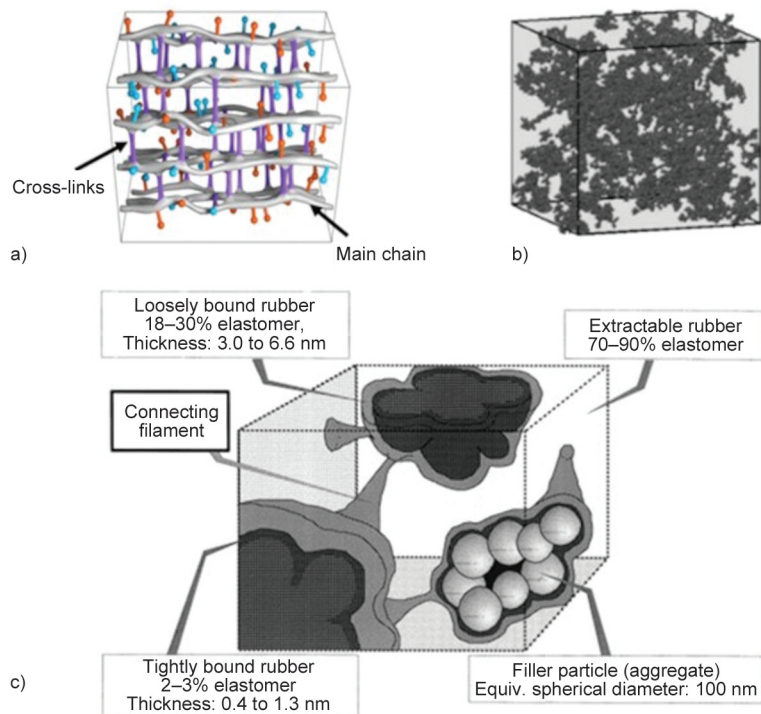 a)
Cross-links
Main chain
b)
Loosely bound rubber
18–30% elastomer,
Thickness: 3.0 to 6.6 nm
Extractable rubber
70–90% elastomer
Connecting
filament
c)
Tightly bound rubber
2–3% elastomer
Thickness: 0.4 to 1.3 nm
Filler particle (aggregate)
Equiv. spherical diameter: 100 nm